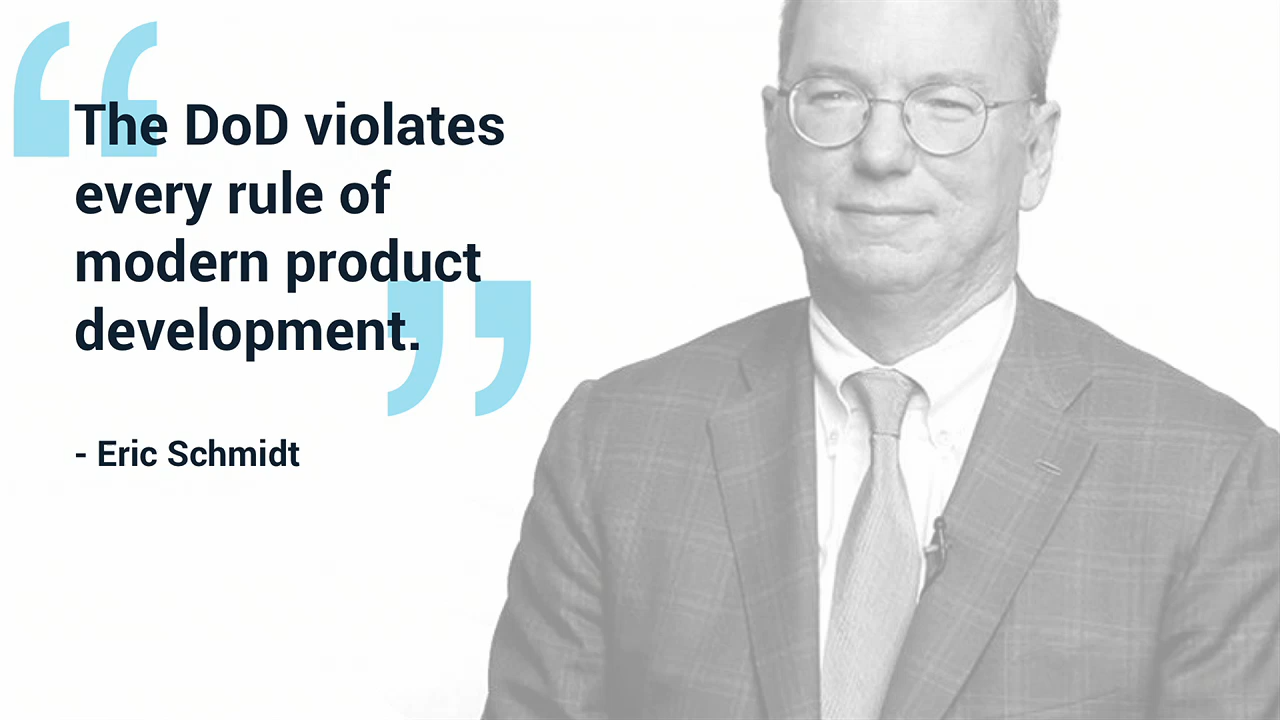 “The DoD violates
every rule of
modern product
development.”
- Eric Schmidt